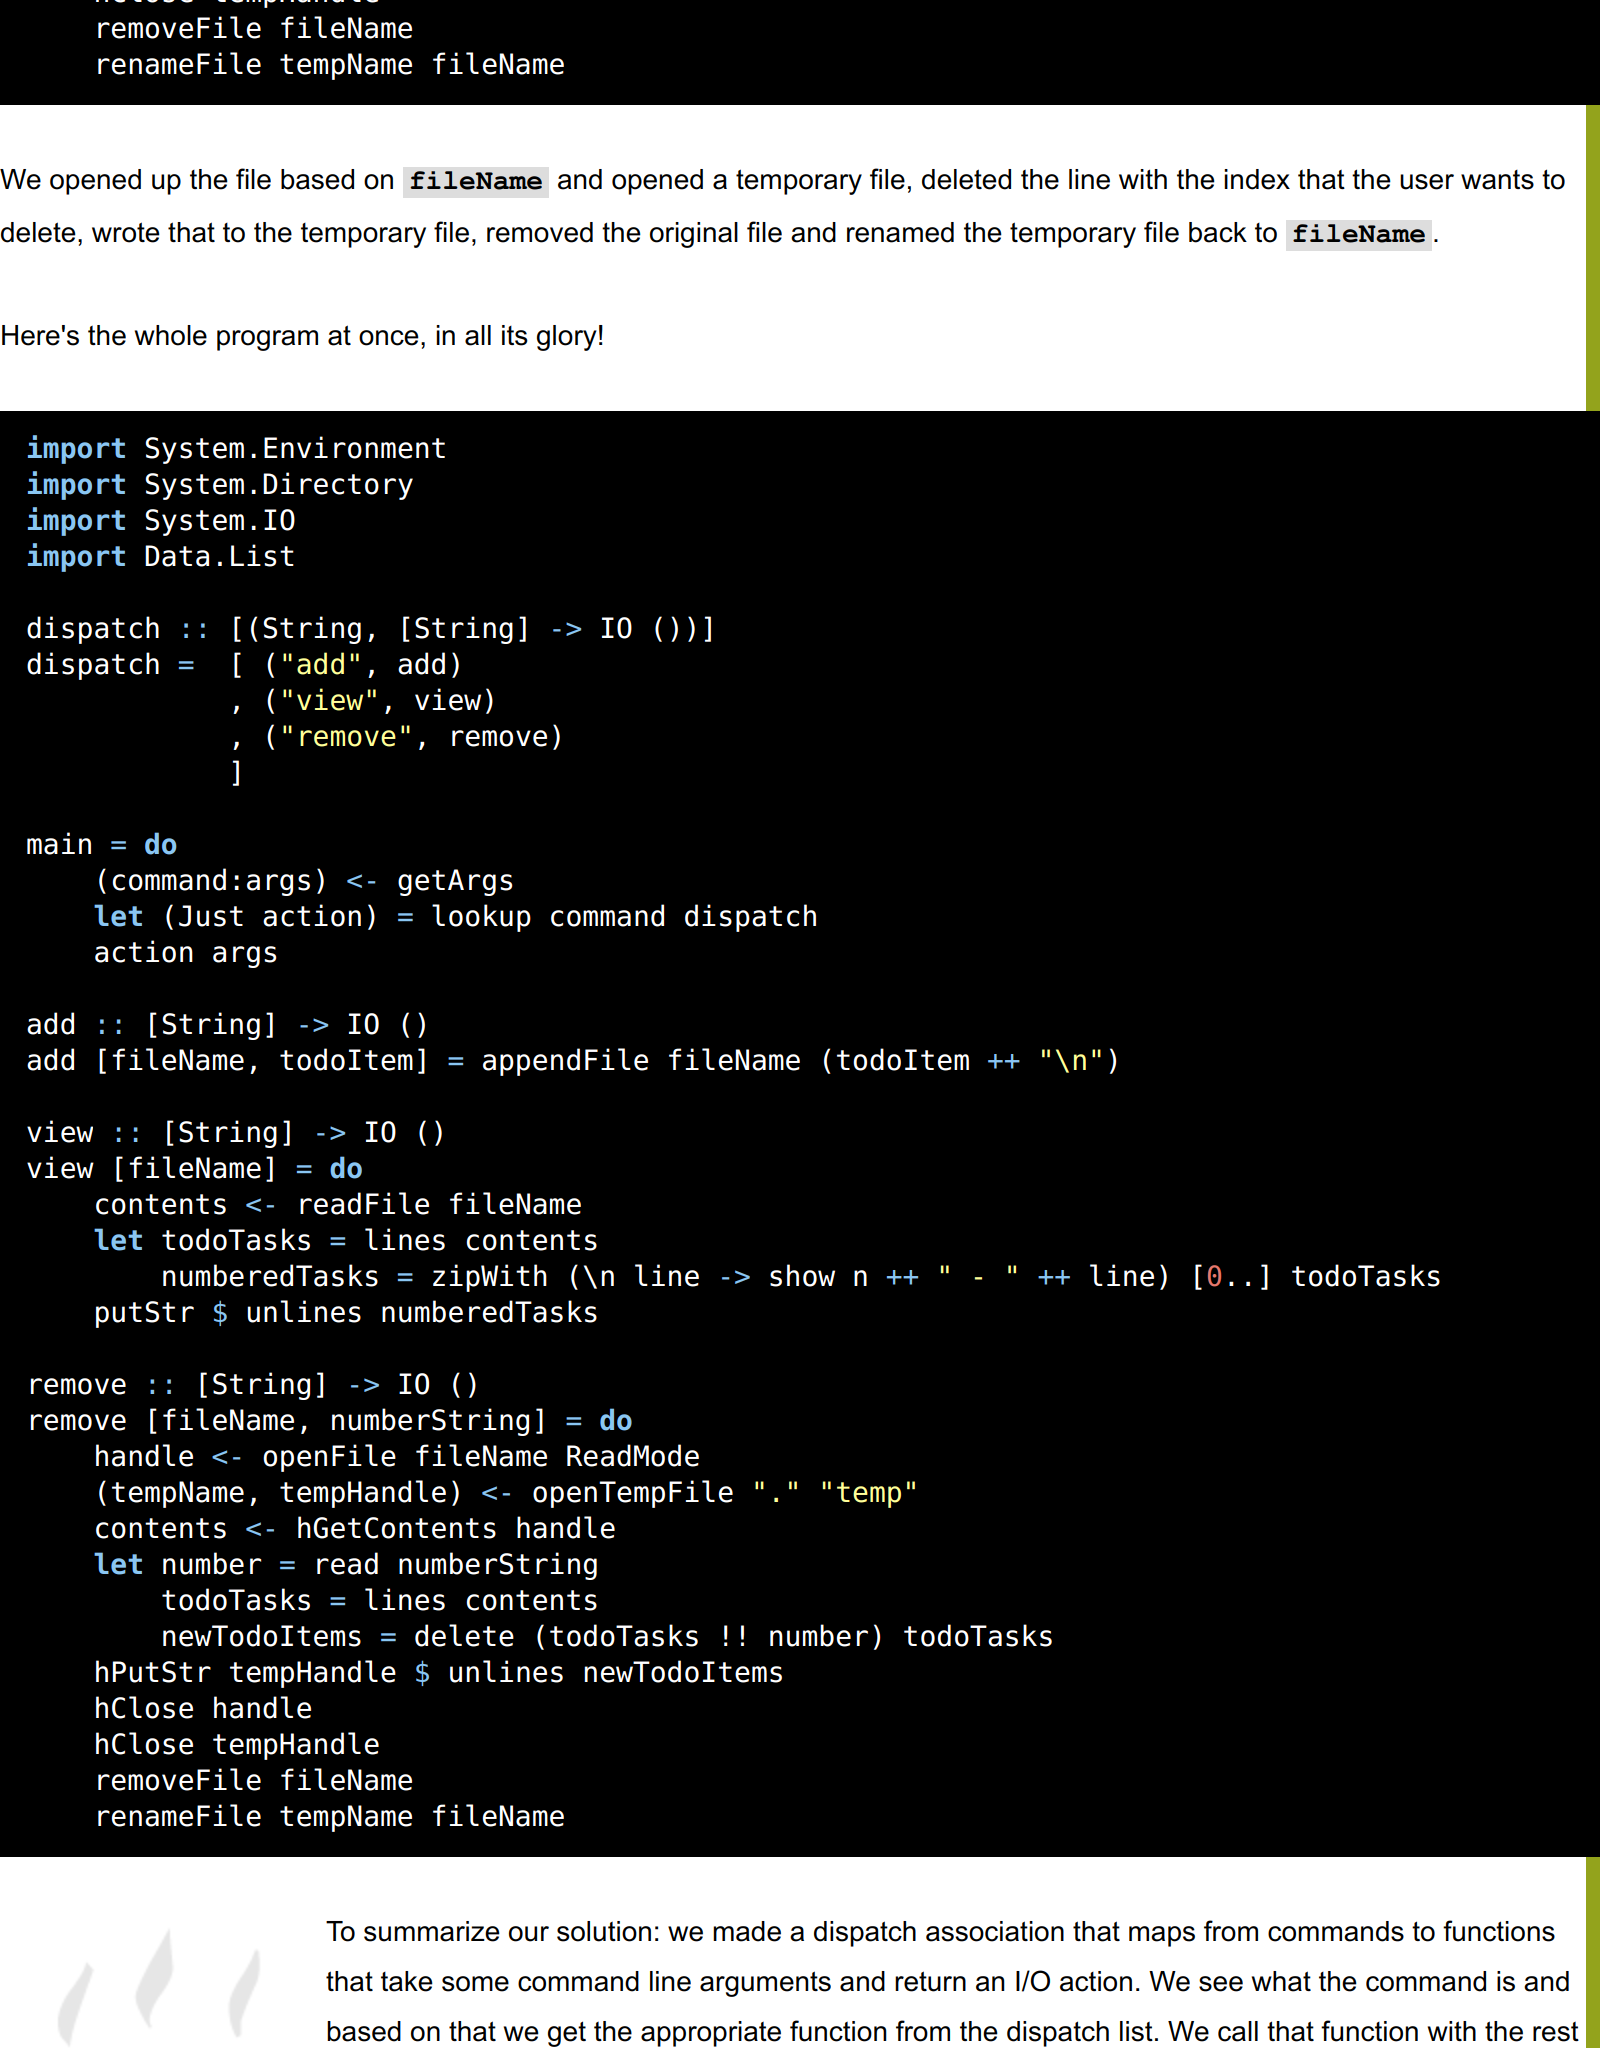 hClose tempHandle
removeFile fileName
renameFile tempName fileName
We opened up the file based on fileName and opened a temporary file, deleted the line with the index that the user wants to
delete, wrote that to the temporary file, removed the original file and renamed the temporary file back to fileName.
Here's the whole program at once, in all its glory!
import System.Environment
import System.Directory
import System.IO
import Data.List
dispatch :: [(String, [String] -> IO ())]
dispatch =  [ ("add", add)
            , ("view", view)
            , ("remove", remove)
            ]
main = do
    (command:args) <- getArgs
    let (Just action) = lookup command dispatch
    action args
add :: [String] -> IO ()
add [fileName, todoItem] = appendFile fileName (todoItem ++ "\n")
view :: [String] -> IO ()
view [fileName] = do
    contents <- readFile fileName
    let todoTasks = lines contents
        numberedTasks = zipWith (\n line -> show n ++ " - " ++ line) [0..] todoTasks
    putStr $ unlines numberedTasks
remove :: [String] -> IO ()
remove [fileName, numberString] = do
    handle <- openFile fileName ReadMode
    (tempName, tempHandle) <- openTempFile "." "temp"
    contents <- hGetContents handle
    let number = read numberString
        todoTasks = lines contents
        newTodoItems = delete (todoTasks !! number) todoTasks
    hPutStr tempHandle $ unlines newTodoItems
    hClose handle
    hClose tempHandle
    removeFile fileName
    renameFile tempName fileName
To summarize our solution: we made a dispatch association that maps from commands to functions
that take some command line arguments and return an I/O action. We see what the command is and
based on that we get the appropriate function from the dispatch list. We call that function with the rest